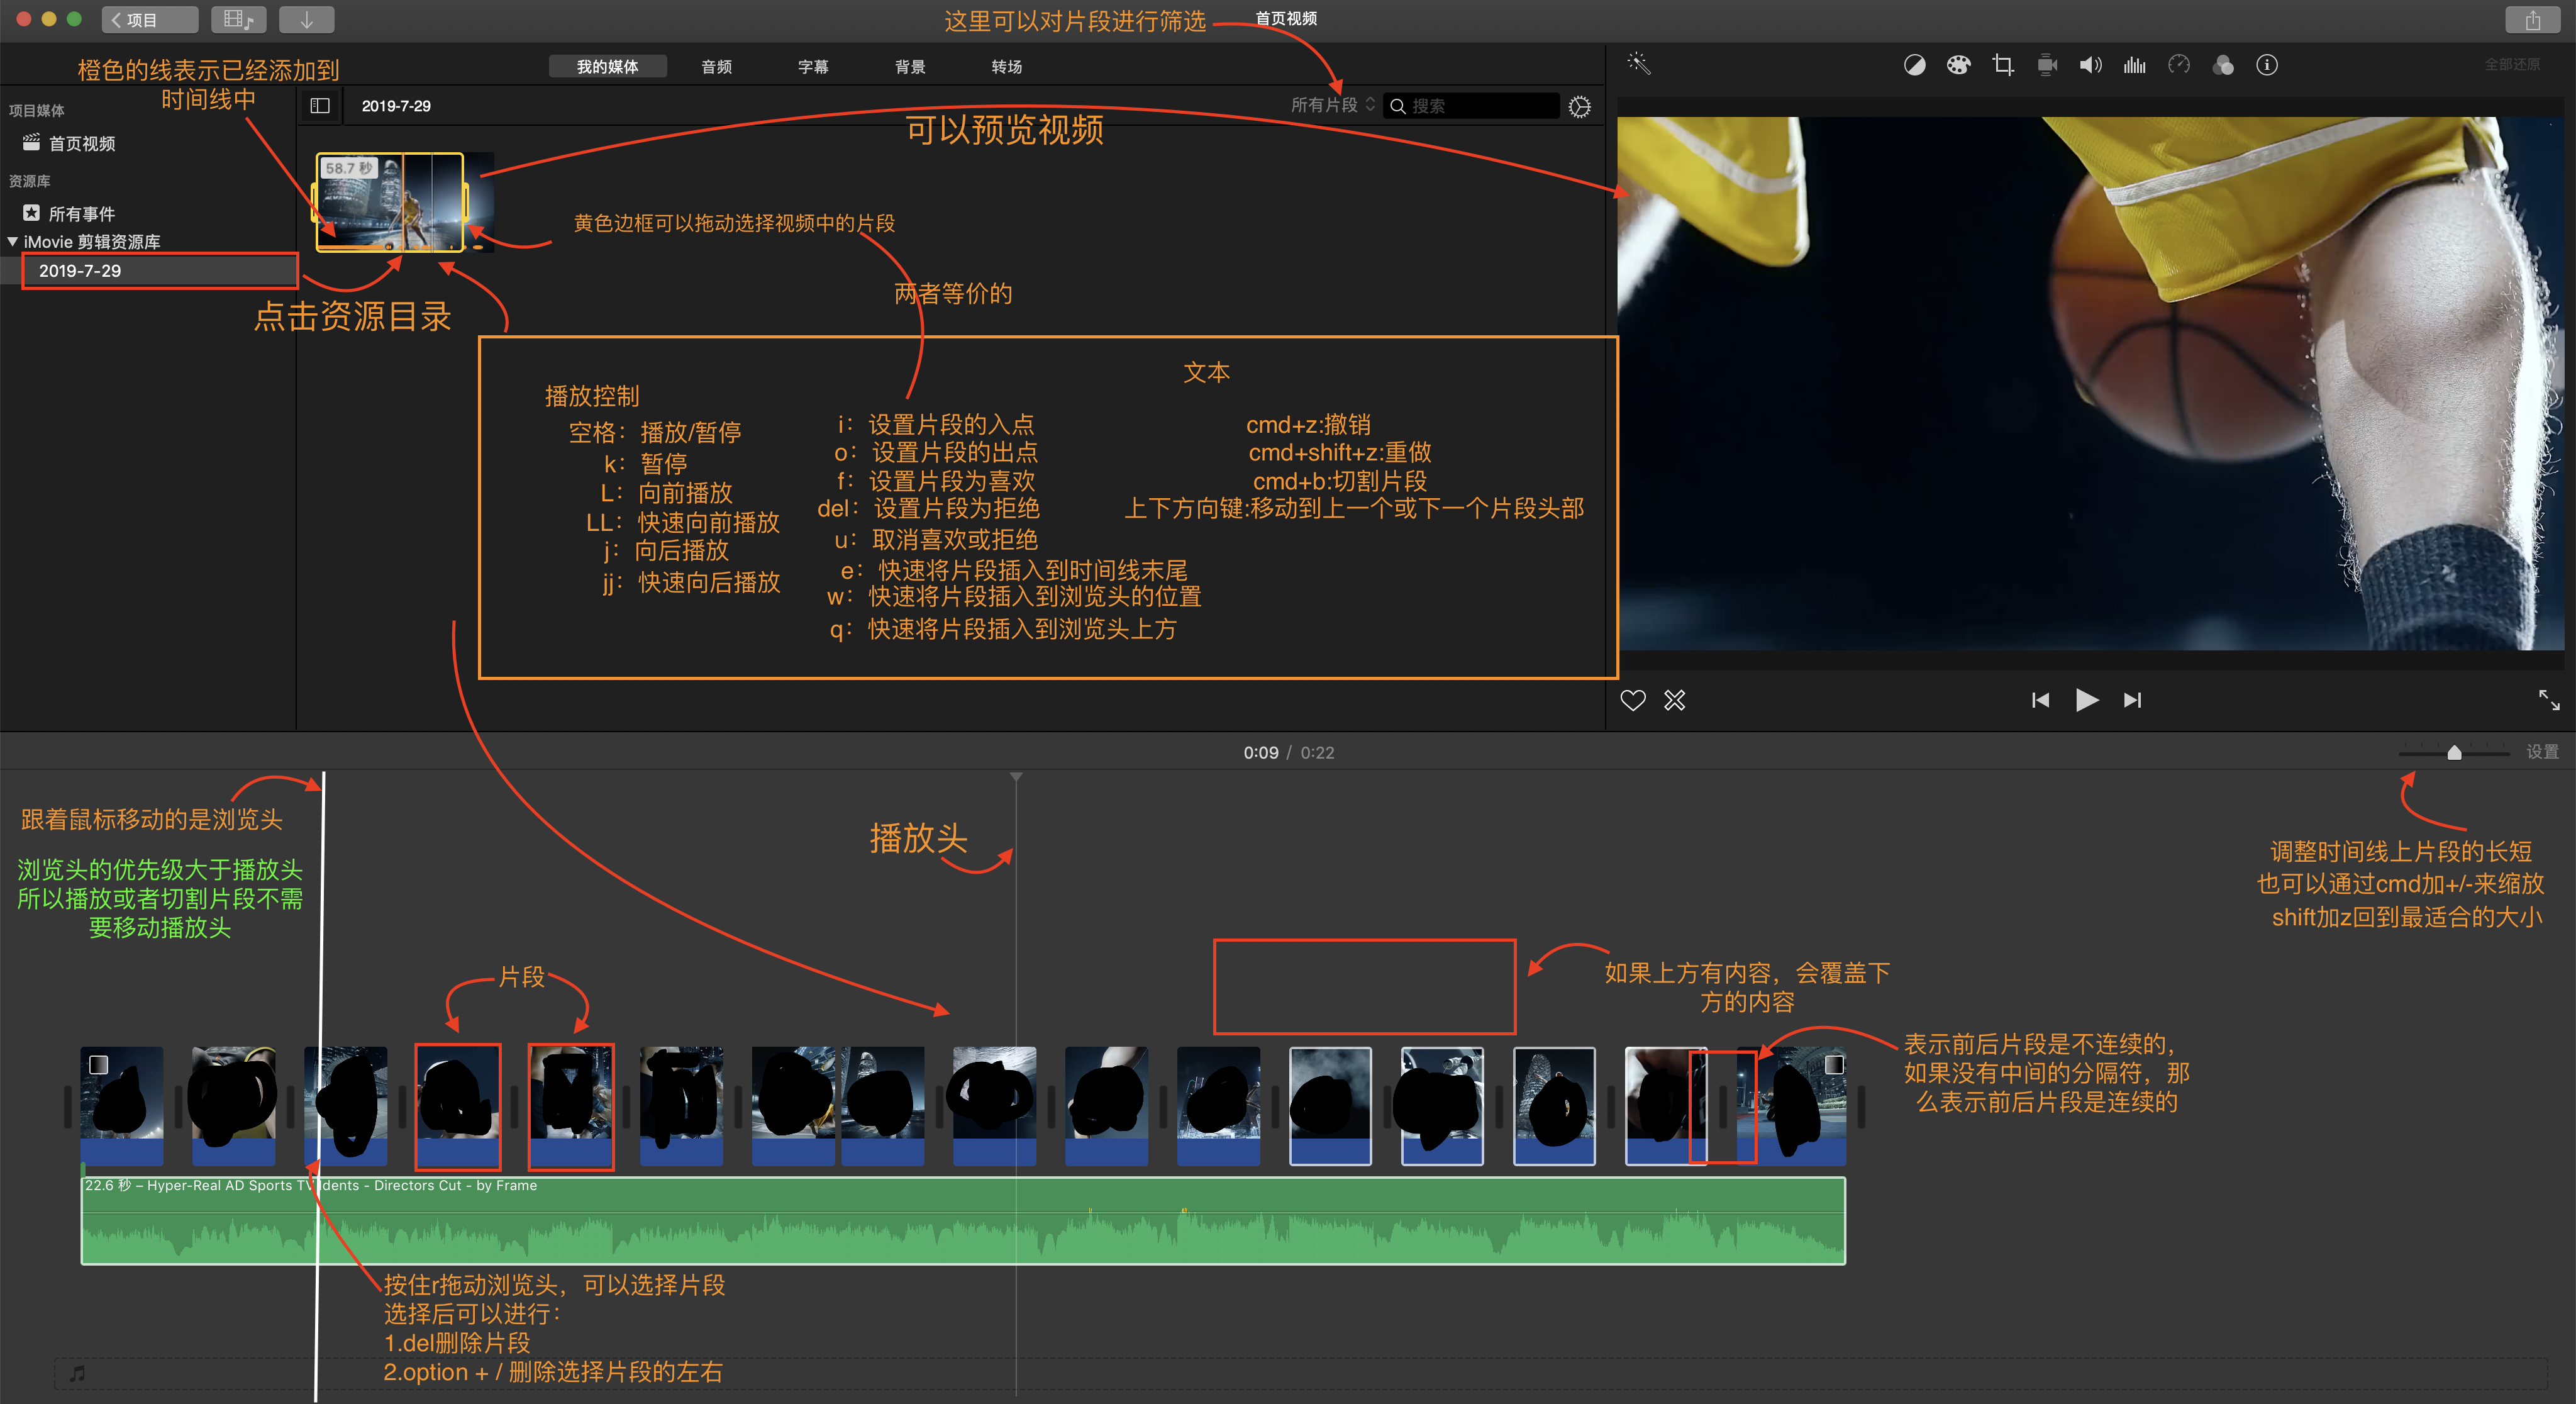 项目
这里可以对片段进行筛选
首页视频
我的媒体
音频
字幕
背景
转场
全部还原
橙色的线表示已经添加到
时间线中
项目媒体
首页视频
资源库
所有事件
iMovie 剪辑资源库
2019-7-29
点击资源目录
2019-7-29
所有片段
搜索
可以预览视频
58.7 秒
黄色边框可以拖动选择视频中的片段
两者等价的
文本
播放控制
空格：播放/暂停
k：暂停
L：向前播放
LL：快速向前播放
j：向后播放
jj：快速向后播放
i：设置片段的入点
o：设置片段的出点
f：设置片段为喜欢
del：设置片段为拒绝
u：取消喜欢或拒绝
e：快速将片段插入到时间线末尾
w：快速将片段插入到浏览头的位置
q：快速将片段插入到浏览头上方
cmd+z:撤销
cmd+shift+z:重做
cmd+b:切割片段
上下方向键:移动到上一个或下一个片段头部
0:09 / 0:22
设置
跟着鼠标移动的是浏览头
浏览头的优先级大于播放头
所以播放或者切割片段不需
要移动播放头
播放头
调整时间线上片段的长短
也可以通过cmd加+/-来缩放
shift加z回到最适合的大小
片段
如果上方有内容，会覆盖下
方的内容
表示前后片段是不连续的，
如果没有中间的分隔符，那
么表示前后片段是连续的
22.6 秒 – Hyper-Real AD Sports TV Idents - Directors Cut - by Frame
按住r拖动浏览头，可以选择片段
选择后可以进行：
1.del删除片段
2.option + / 删除选择片段的左右